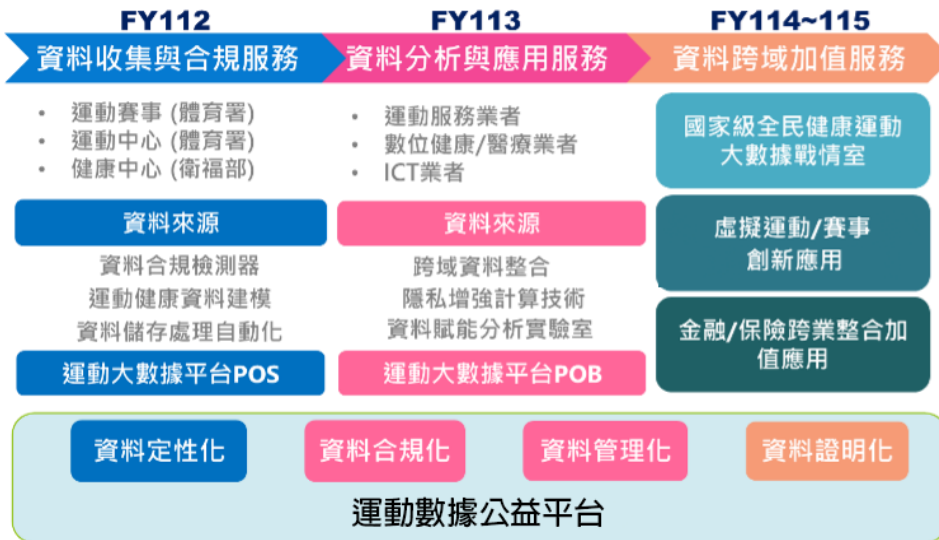 FY112
FY113
FY114~115
資料收集與合規服務
資料分析與應用服務
資料跨域加值服務
• 運動賽事 (體育署)
• 運動中心 (體育署)
• 健康中心 (衛福部)
資料來源
資料合規檢測器
運動健康資料建模
資料儲存處理自動化
運動大數據平台POS
• 運動服務業者
• 數位健康/醫療業者
• ICT業者
資料來源
跨域資料整合
隱私增強計算技術
資料賦能分析實驗室
運動大數據平台POB
國家級全民健康運動
大數據戰情室
虛擬運動/賽事
創新應用
金融/保險跨業整合加
值應用
資料定性化
資料合規化
資料管理化
資料證明化
運動數據公益平台